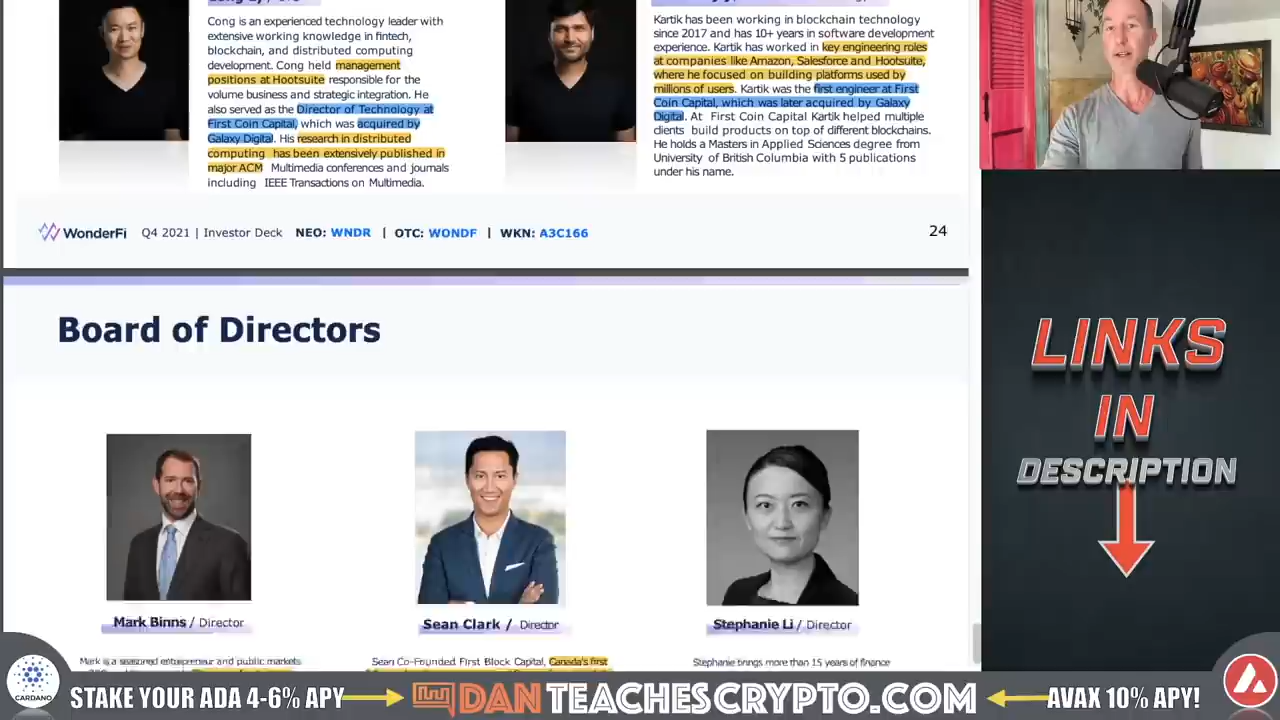 Cong is an experienced technology leader with
extensive working knowledge in fintech,
blockchain, and distributed computing
development. Cong held management
positions at Hootsuite responsible for the
volume business and strategic integration. He
also served as the Director of Technology at
First Coin Capital, which was acquired by
Galaxy Digital. His research in distributed
computing has been extensively published in
major ACM Multimedia conferences and journals
including IEEE Transactions on Multimedia.
Kartik has been working in blockchain technology
since 2017 and has 10+ years in software development
experience. Kartik has worked in key engineering roles
at companies like Amazon, Salesforce and Hootsuite,
where he focused on building platforms used by
millions of users. Kartik was the first engineer at First
Coin Capital, which was later acquired by Galaxy
Digital. At First Coin Capital Kartik helped multiple
clients build products on top of different blockchains.
He holds a Masters in Applied Sciences degree from
University of British Columbia with 5 publications
under his name.
WonderFi Q4 2021 | Investor Deck NEO: WNDR | OTC: WONDF | WKN: A3C166
24
Board of Directors
Mark Binns / Director
Sean Clark / Director
Stephanie Li / Director
Mark is a seasoned entrepreneur and public markets
Sean Co-Founded First Block Capital, Canada's first
Stephanie brings more than 15 years of finance
LINKS
IN
DESCRIPTION
CARDANO
STAKE YOUR ADA 4-6% APY
DANTEACHESCRYPTO.COM
AVAX 10% APY!